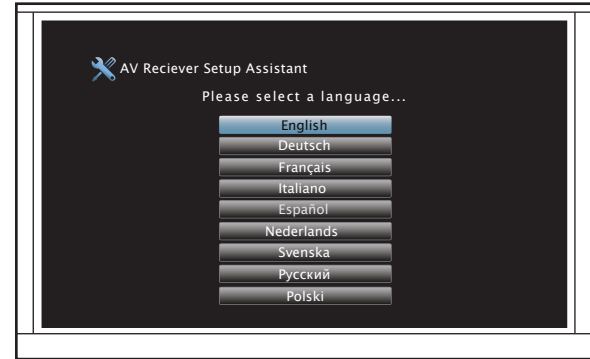 AV Reciever Setup Assistant
Please select a language...
English
Deutsch
Français
Italiano
Español
Nederlands
Svenska
Русский
Polski